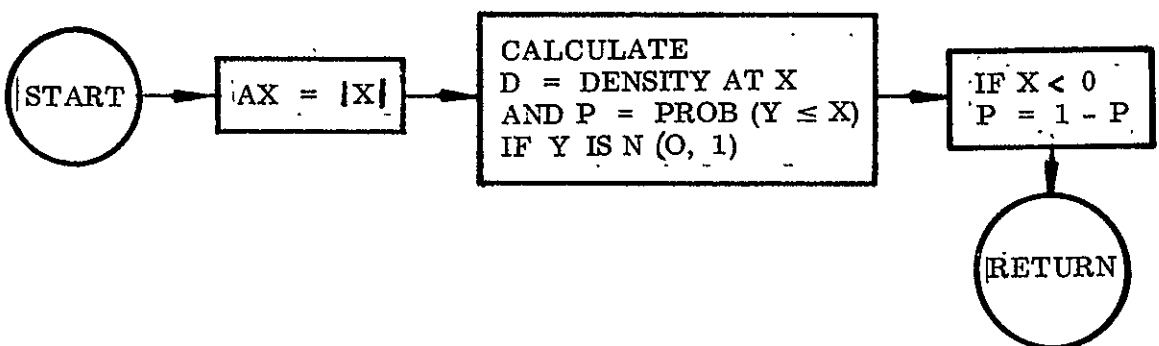 START
AX = |X|
CALCULATE
D = DENSITY AT X
AND P = PROB (Y ≤ X)
IF Y IS N (O, 1)
IF X < 0
P = 1 - P
RETURN